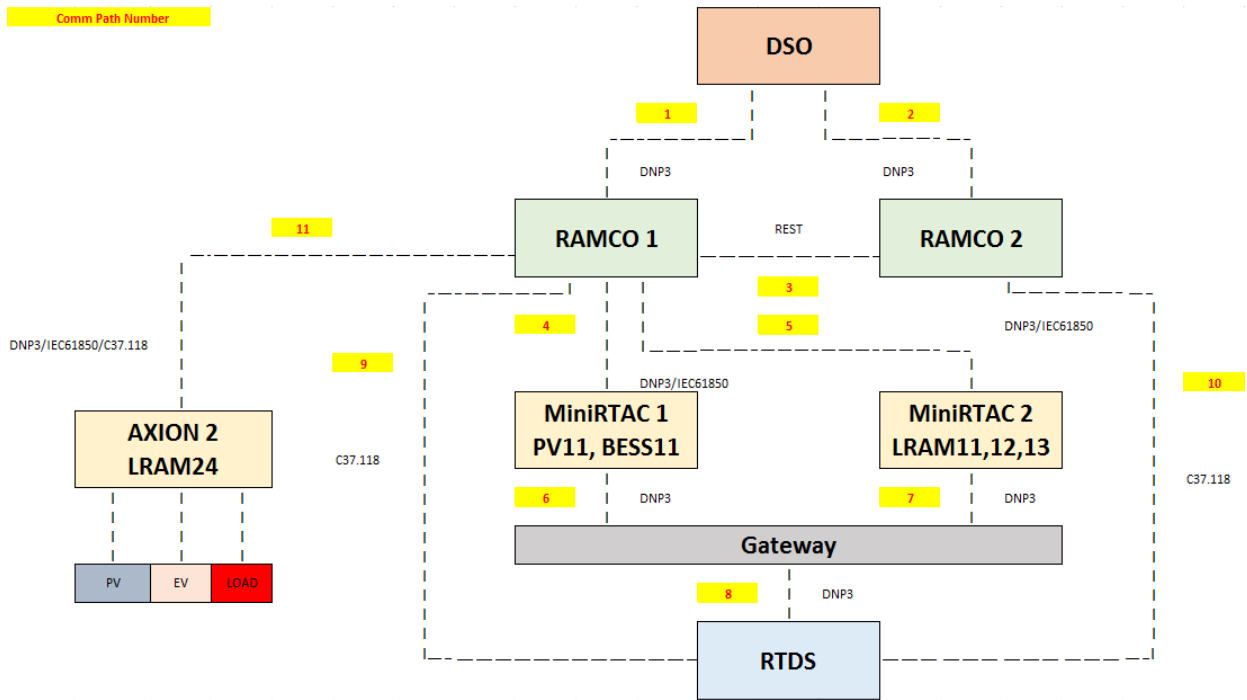 Comm Path Number
DSO
1
2
DNP3
DNP3
11
RAMCO 1
REST
RAMCO 2
3
4
5
DNP3/IEC61850
DNP3/IEC61850/C37.118
9
DNP3/IEC61850
10
AXION 2
LRAM24
MiniRTAC 1
PV11, BESS11
MiniRTAC 2
LRAM11,12,13
C37.118
C37.118
6
DNP3
7
DNP3
Gateway
PV
EV
LOAD
8
DNP3
RTDS